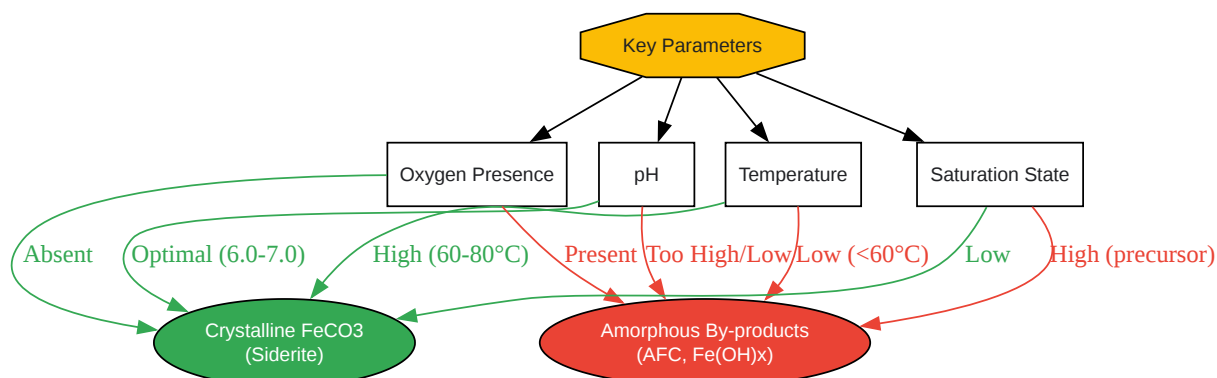 Key Parameters
Oxygen Presence
pH
Temperature
Saturation State
Absent
Optimal (6.0-7.0)
High (60-80°C)
Present
Too High/Low
Low (<60°C)
Low
High (precursor)
Crystalline FeCO3
(Siderite)
Amorphous By-products
(AFC, Fe(OH)x)